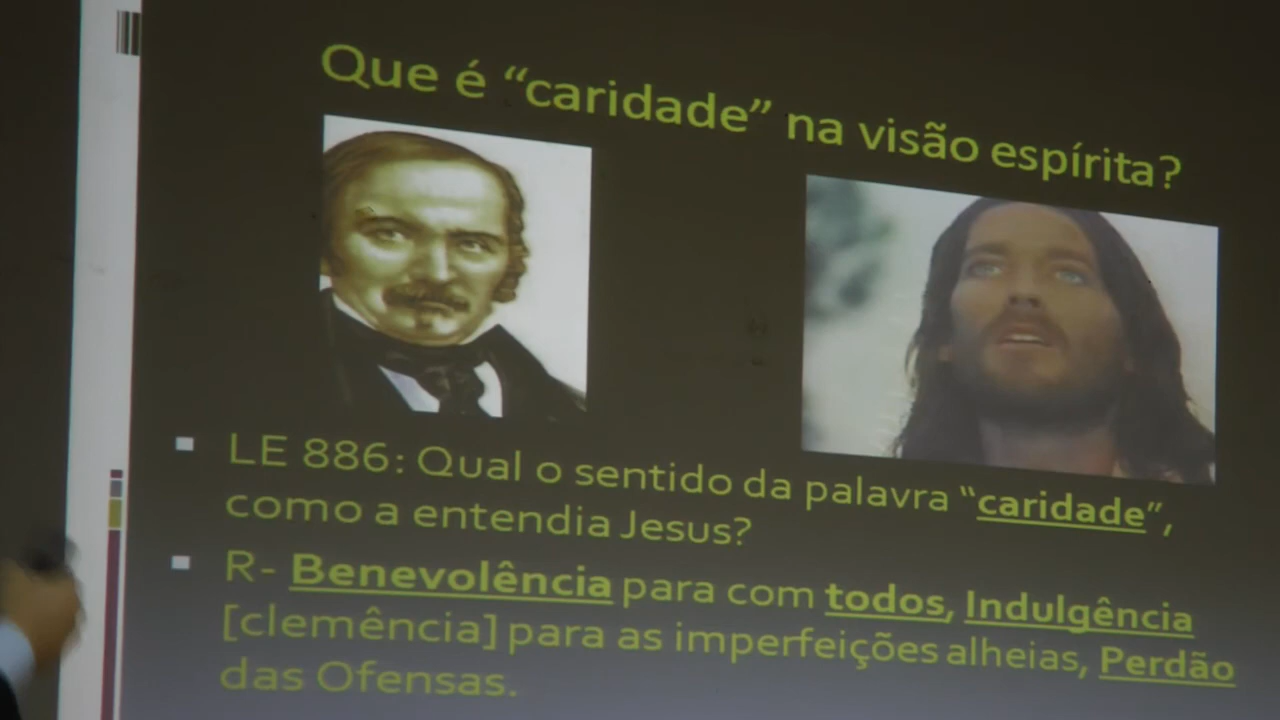 Que é “caridade” na visão espírita?
LE 886: Qual o sentido da palavra “caridade”,
como a entendia Jesus?
R- Benevolência para com todos, Indulgência
[clemência] para as imperfeições alheias, Perdão
das Ofensas.